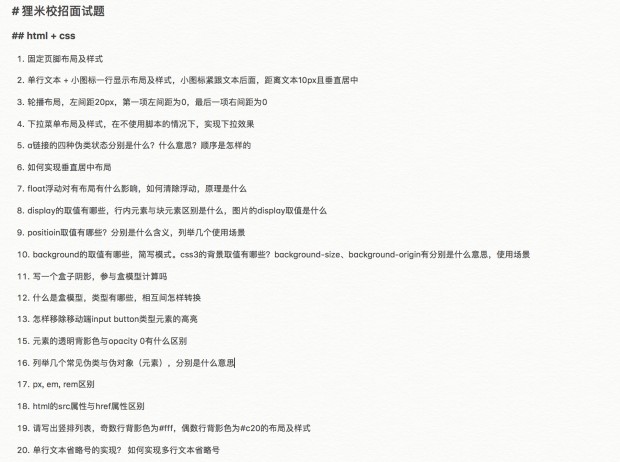 # 狸米校招面试题
## html + css
1. 固定页脚布局及样式
2. 单行文本 + 小图标一行显示布局及样式，小图标紧跟文本后面，距离文本10px且垂直居中
3. 轮播布局，左间距20px，第一项左间距为0，最后一项右间距为0
4. 下拉菜单布局及样式，在不使用脚本的情况下，实现下拉效果
5. a链接的四种伪类状态分别是什么？什么意思？顺序是怎样的
6. 如何实现垂直居中布局
7. float浮动对有布局有什么影响，如何清除浮动，原理是什么
8. display的取值有哪些，行内元素与块元素区别是什么，图片的display取值是什么
9. positioin取值有哪些？分别是什么含义，列举几个使用场景
10. background的取值有哪些，简写模式。css3的背景取值有哪些？background-size、background-origin有分别是什么意思，使用场景
11. 写一个盒子阴影，参与盒模型计算吗
12. 什么是盒模型，类型有哪些，相互间怎样转换
13. 怎样移除移动端input button类型元素的高亮
15. 元素的透明背影色与opacity 0有什么区别
16. 列举几个常见伪类与伪对象（元素），分别是什么意思
17. px, em, rem区别
18. html的src属性与href属性区别
19. 请写出竖排列表，奇数行背影色为#fff，偶数行背影色为#c20的布局及样式
20. 单行文本省略号的实现？ 如何实现多行文本省略号